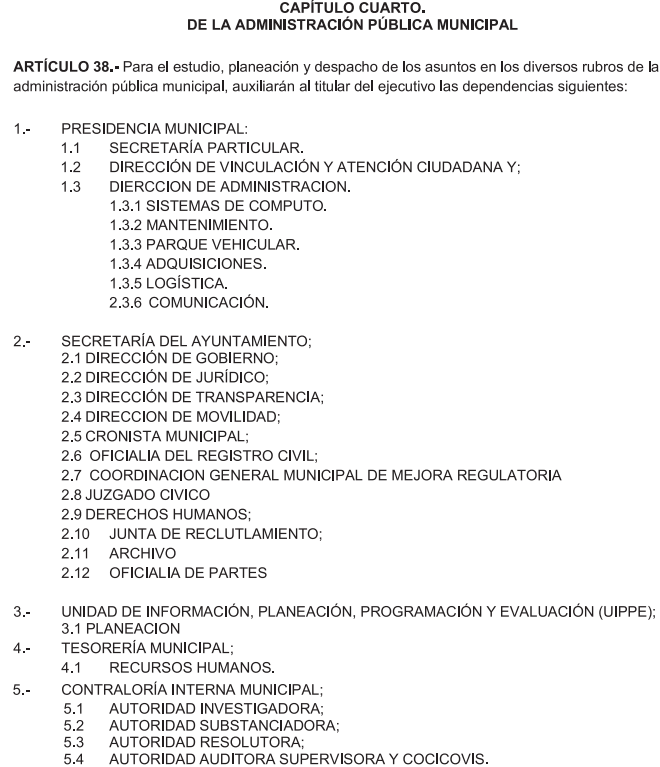 CAPÍTULO CUARTO.
DE LA ADMINISTRACIÓN PÚBLICA MUNICIPAL
ARTÍCULO 38.- Para el estudio, planeación y despacho de los asuntos en los diversos rubros de la
administración pública municipal, auxiliarán al titular del ejecutivo las dependencias siguientes:
1.- PRESIDENCIA MUNICIPAL:
1.1 SECRETARÍA PARTICULAR.
1.2 DIRECCIÓN DE VINCULACIÓN Y ATENCIÓN CIUDADANA Y;
1.3 DIERCCION DE ADMINISTRACION.
1.3.1 SISTEMAS DE COMPUTO.
1.3.2 MANTENIMIENTO.
1.3.3 PARQUE VEHICULAR.
1.3.4 ADQUISICIONES.
1.3.5 LOGÍSTICA.
2.3.6 COMUNICACIÓN.
2.- SECRETARÍA DEL AYUNTAMIENTO;
2.1 DIRECCIÓN DE GOBIERNO;
2.2 DIRECCIÓN DE JURÍDICO;
2.3 DIRECCIÓN DE TRANSPARENCIA;
2.4 DIRECCION DE MOVILIDAD;
2.5 CRONISTA MUNICIPAL;
2.6 OFICIALIA DEL REGISTRO CIVIL;
2.7 COORDINACION GENERAL MUNICIPAL DE MEJORA REGULATORIA
2.8 JUZGADO CIVICO
2.9 DERECHOS HUMANOS;
2.10 JUNTA DE RECLUTLAMIENTO;
2.11 ARCHIVO
2.12 OFICIALIA DE PARTES
3.- UNIDAD DE INFORMACIÓN, PLANEACIÓN, PROGRAMACIÓN Y EVALUACIÓN (UIPPE);
3.1 PLANEACION
4.- TESORERÍA MUNICIPAL;
4.1 RECURSOS HUMANOS.
5.- CONTRALORÍA INTERNA MUNICIPAL;
5.1 AUTORIDAD INVESTIGADORA;
5.2 AUTORIDAD SUBSTANCIADORA;
5.3 AUTORIDAD RESOLUTORA;
5.4 AUTORIDAD AUDITORA SUPERVISORA Y COCICOVIS.